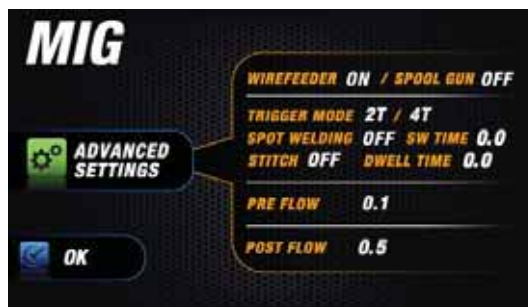 MIG
WIREFEEDER ON / SPOOL GUN OFF
TRIGGER MODE 2T / 4T
SPOT WELDING OFF SW TIME 0.0
STITCH OFF DWELL TIME 0.0
ADVANCED
SETTINGS
PRE FLOW 0.1
POST FLOW 0.5
OK